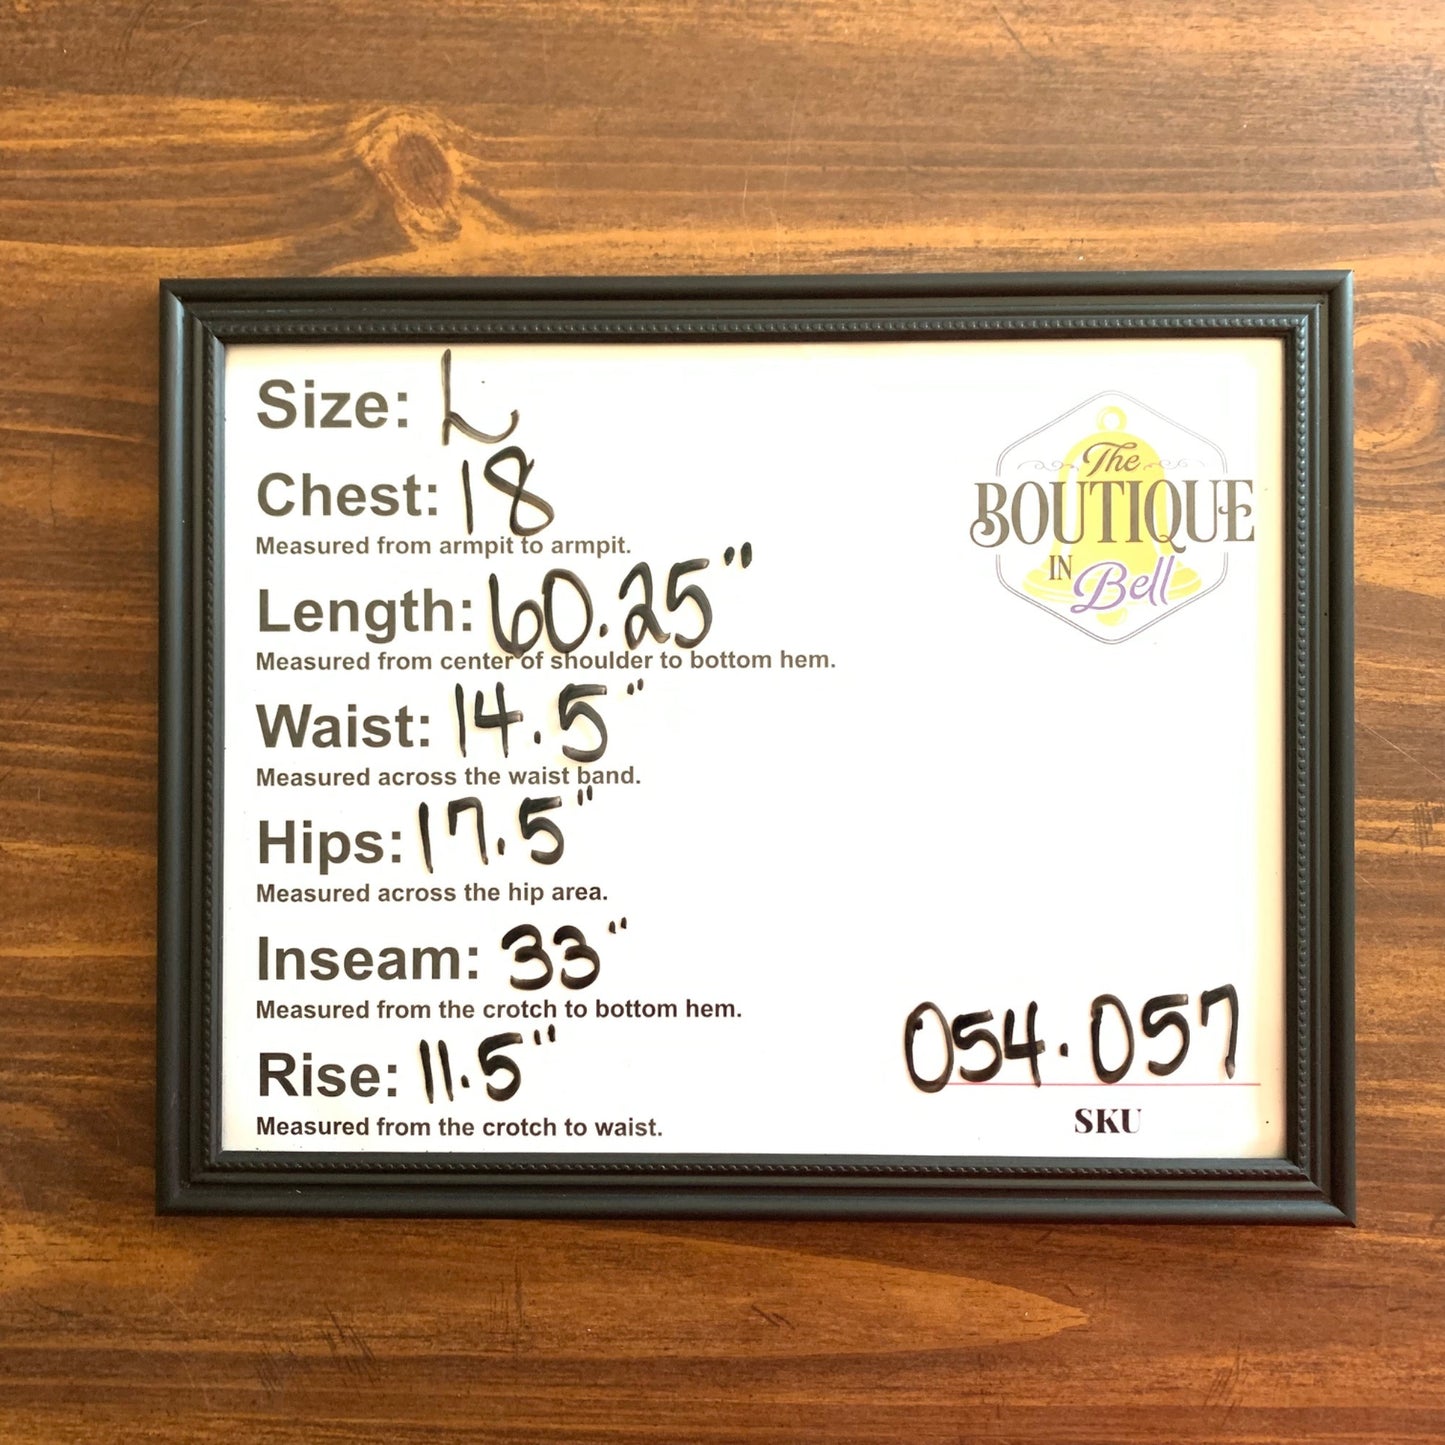 Size: L
Chest: 18
Measured from armpit to armpit.
Length: 60.25"
Measured from center of shoulder to bottom hem.
Waist: 14.5"
Measured across the waist band.
Hips: 17.5"
Measured across the hip area.
Inseam: 33"
Measured from the crotch to bottom hem.
Rise: 11.5"
Measured from the crotch to waist.
The
BOUTIQUE
IN Bell
054.057
SKU